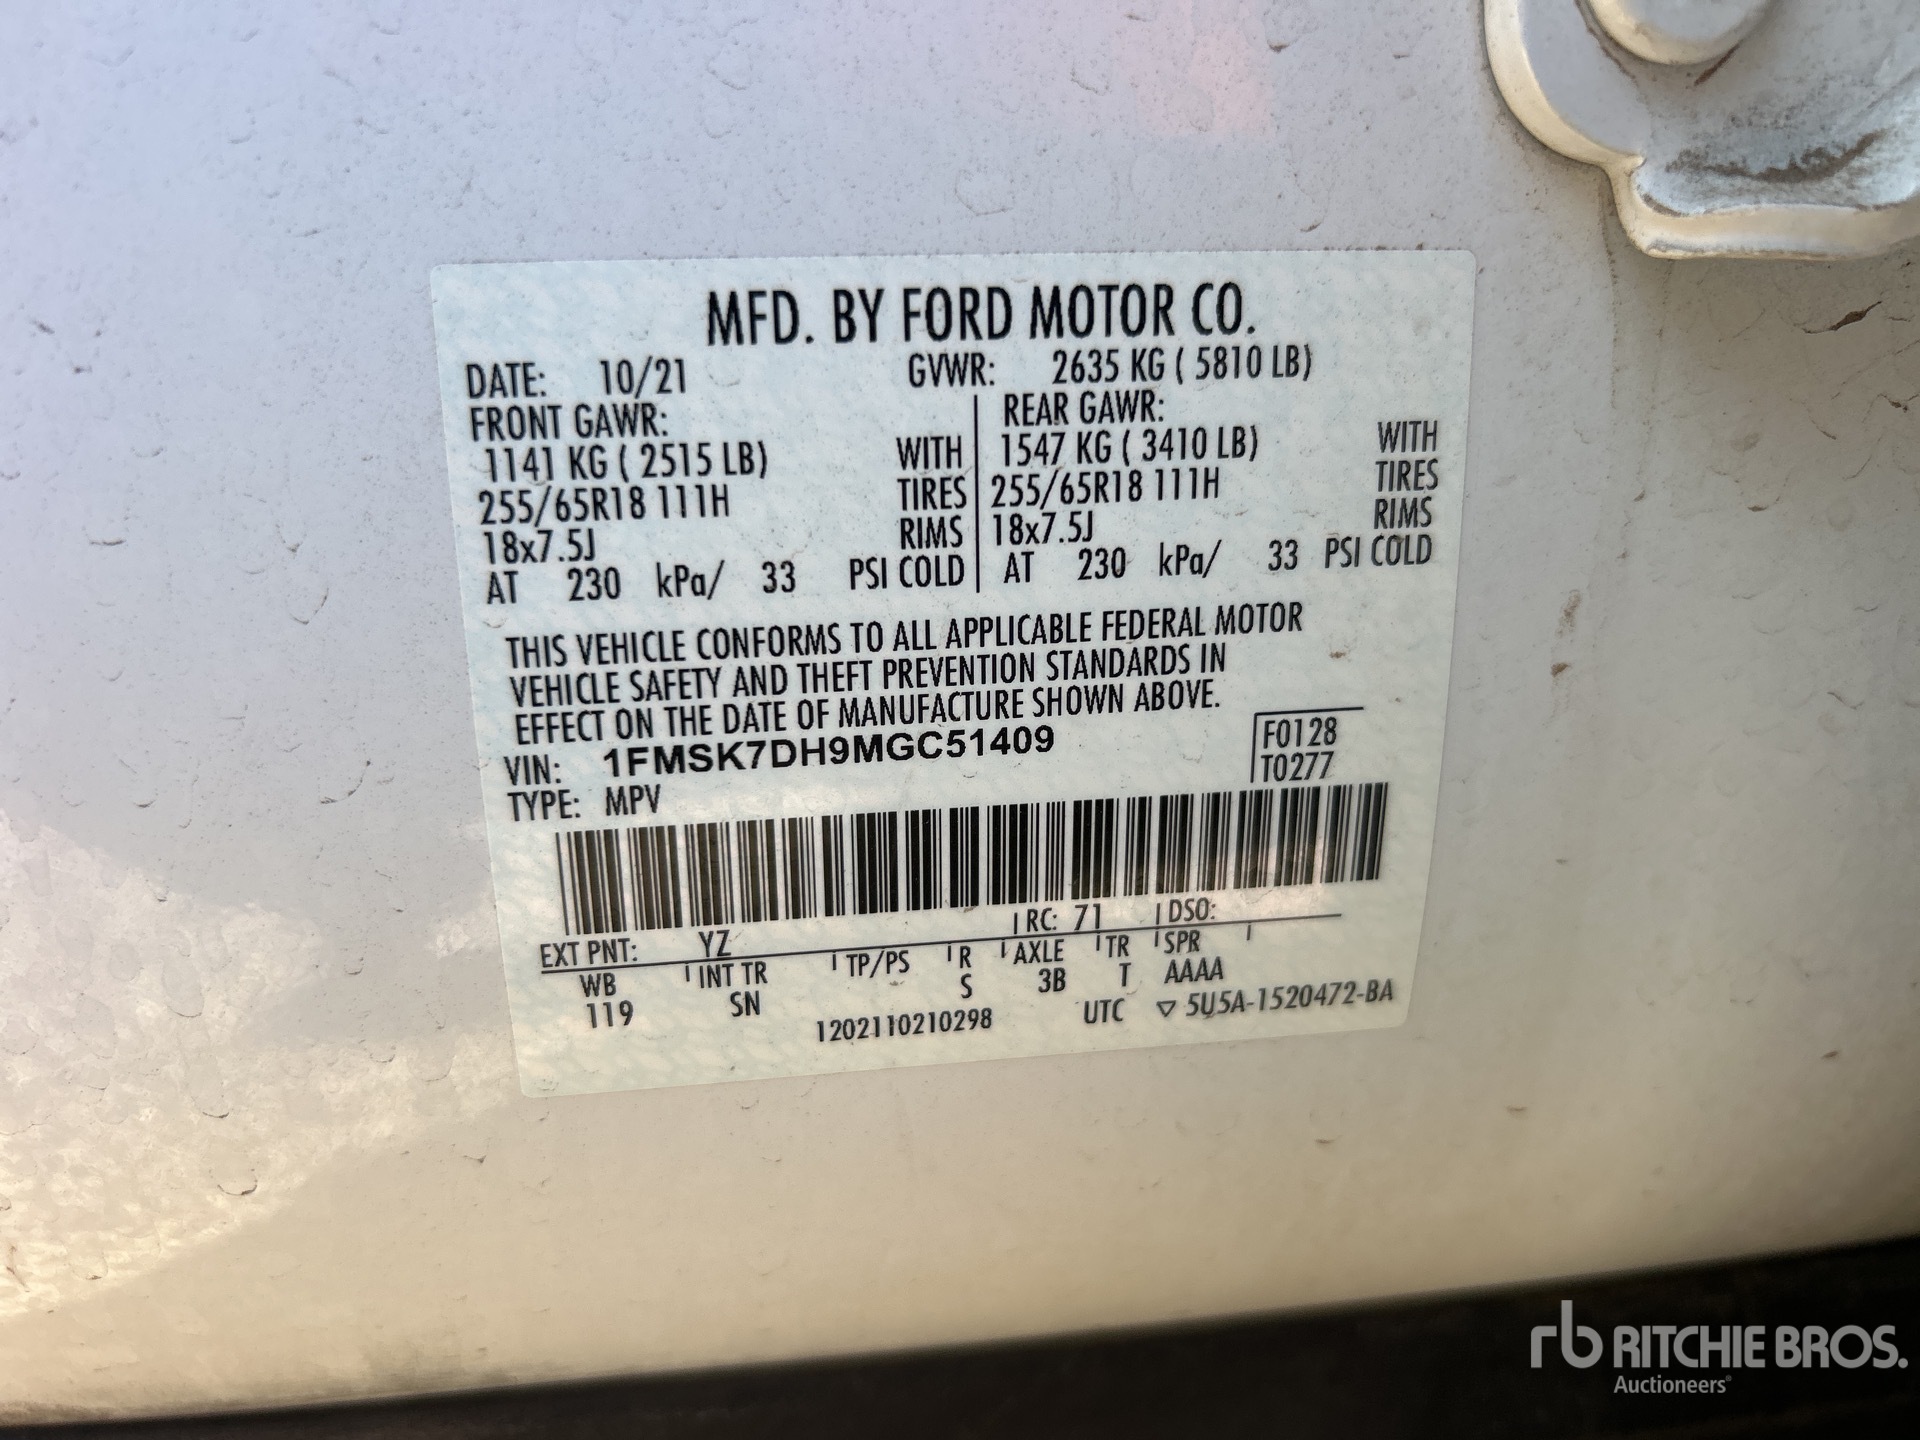 MFD. BY FORD MOTOR CO.
DATE: 10/21 GVWR: 2635 KG ( 5810 LB)
FRONT GAWR: REAR GAWR:
1141 KG ( 2515 LB) WITH 1547 KG ( 3410 LB) WITH
255/65R18 111H TIRES 255/65R18 111H TIRES
18x7.5J RIMS 18x7.5J RIMS
AT 230 kPa/ 33 PSI COLD AT 230 kPa/ 33 PSI COLD
THIS VEHICLE CONFORMS TO ALL APPLICABLE FEDERAL MOTOR
VEHICLE SAFETY AND THEFT PREVENTION STANDARDS IN
EFFECT ON THE DATE OF MANUFACTURE SHOWN ABOVE.
VIN: 1FMSK7DH9MGC51409 F0128
TYPE: MPV T0277
EXT PNT: YZ RC: 71 DSO:
WB INT TR TP/PS R AXLE TR SPR
119 SN S 3B T AAAA
1202110210298 UTC ▽ 5U5A-1520472-BA
rb RITCHIE BROS.
Auctioneers®